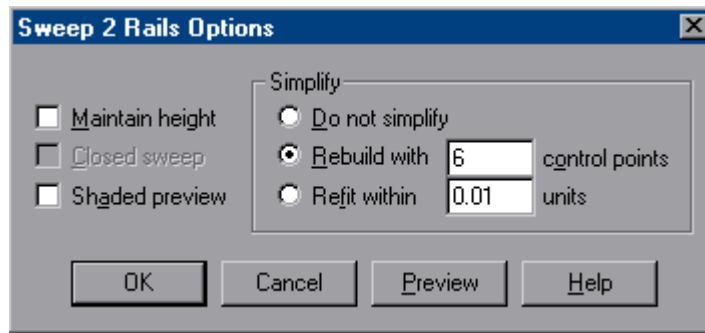 Sweep 2 Rails Options
Simplify
Maintain height
Do not simplify
Closed sweep
Rebuild with 6 control points
Shaded preview
Refit within 0.01 units
OK Cancel Preview Help